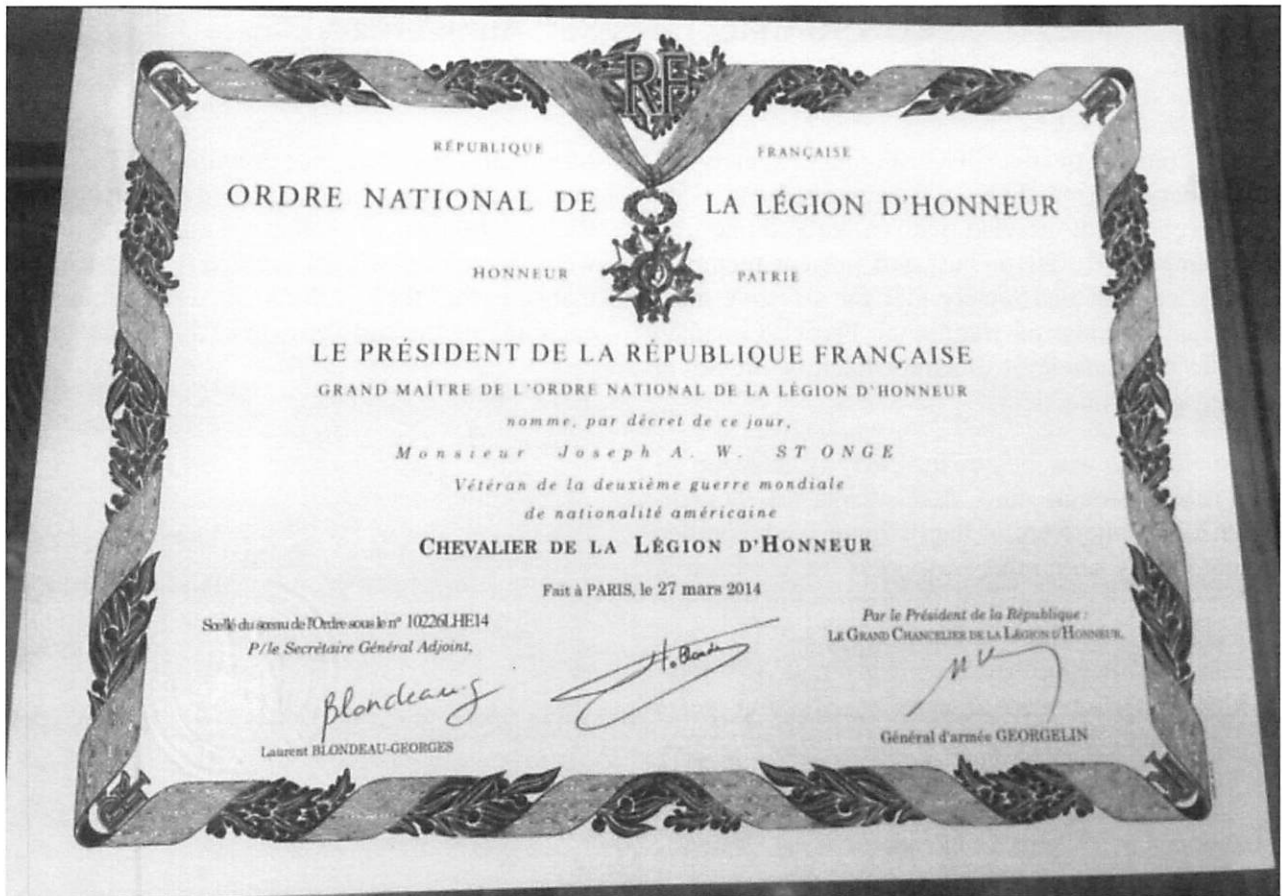 RF
RÉPUBLIQUE FRANÇAISE
ORDRE NATIONAL DE LA LÉGION D'HONNEUR
HONNEUR PATRIE
LE PRÉSIDENT DE LA RÉPUBLIQUE FRANÇAISE
GRAND MAÎTRE DE L'ORDRE NATIONAL DE LA LÉGION D'HONNEUR
nomme, par décret de ce jour,
Monsieur Joseph A. W. ST ONGE
Vétéran de la deuxième guerre mondiale
de nationalité américaine
CHEVALIER DE LA LÉGION D'HONNEUR
Fait à PARIS, le 27 mars 2014
Scellé du sceau de l'Ordre sous le n° 10226LHE14
P/le Secrétaire Général Adjoint,
Blondeau-g
Laurent BLONDEAU-GEORGES
Par le Président de la République :
LE GRAND CHANCELIER DE LA LÉGION D'HONNEUR,
Général d'armée GEORGELIN